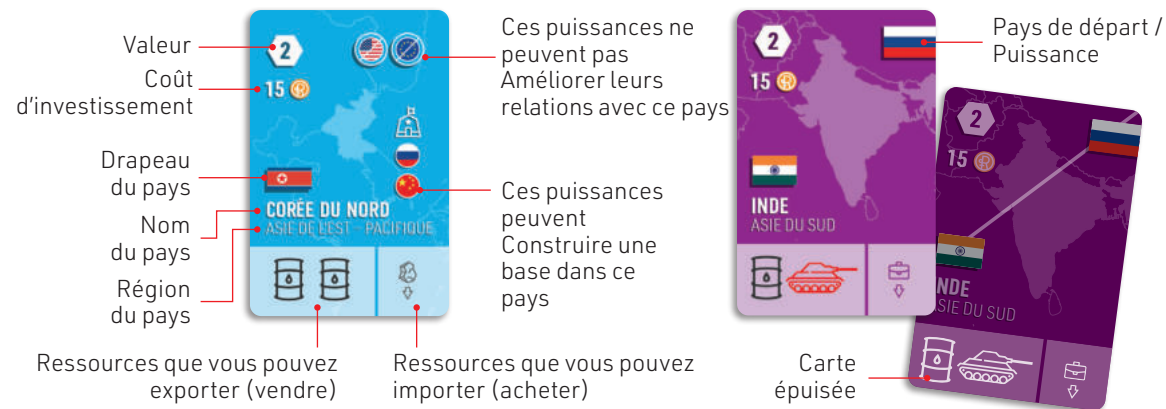 Valeur
Coût
d'investissement
Drapeau
du pays
Nom
du pays
Région
du pays
2
15
CORÉE DU NORD
ASIE DE L'EST – PACIFIQUE
Ces puissances ne
peuvent pas
Améliorer leurs
relations avec ce pays
Ces puissances
peuvent
Construire une
base dans ce
pays
Ressources que vous pouvez
exporter (vendre)
Ressources que vous pouvez
importer (acheter)
2
15
INDE
ASIE DU SUD
Pays de départ /
Puissance
2
15
INDE
ASIE DU SUD
Carte
épuisée